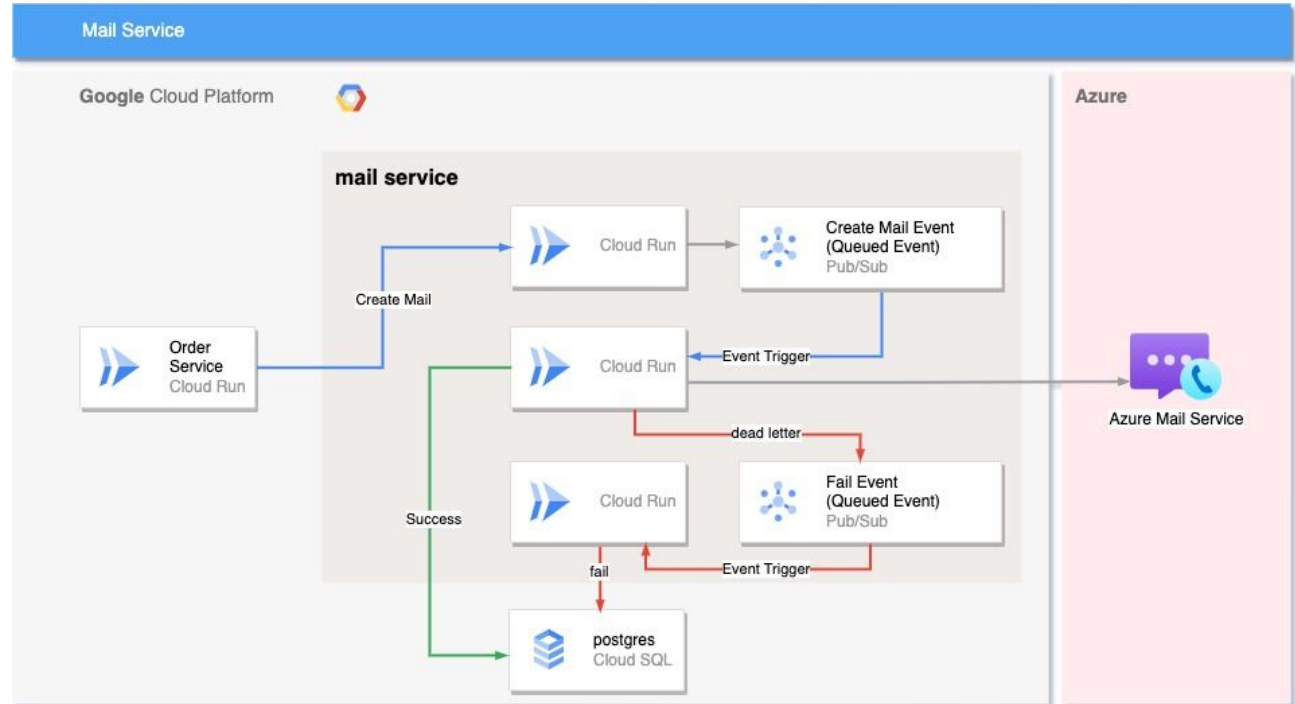 Mail Service
Google Cloud Platform
Azure
mail service
Cloud Run
Create Mail Event
(Queued Event)
Pub/Sub
Create Mail
Order
Service
Cloud Run
Cloud Run
Event Trigger
Azure Mail Service
dead letter
Cloud Run
Fail Event
(Queued Event)
Pub/Sub
Success
fail
Event Trigger
postgres
Cloud SQL